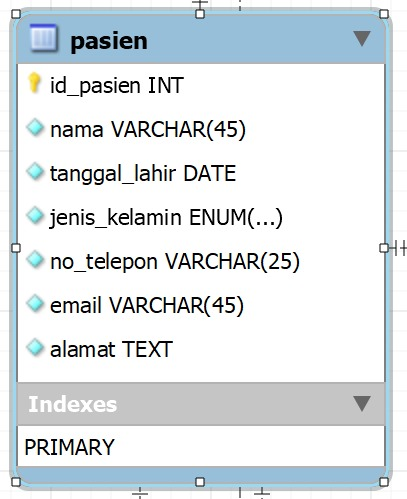 pasien
id_pasien INT
nama VARCHAR(45)
tanggal_lahir DATE
jenis_kelamin ENUM(...)
no_telepon VARCHAR(25)
email VARCHAR(45)
alamat TEXT
Indexes
PRIMARY